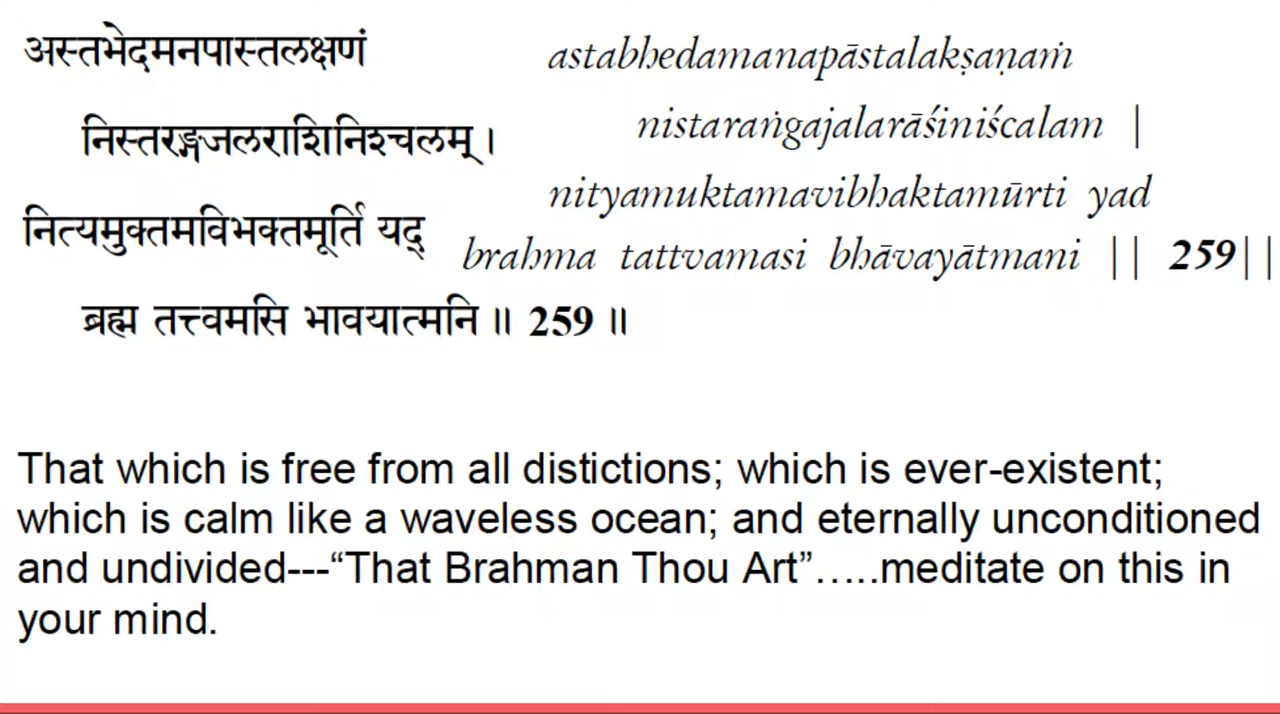 अस्तभेदमनपास्तलक्षणं
निस्तरङ्गजलराशिनिश्चलम् ।
नित्यमुक्तमविभक्तमूर्ति यद्
ब्रह्म तत्त्वमसि भावयात्मनि ॥ 259 ॥
astabhedamanapāstalakṣaṇaṁ
nistaraṅgajalarāśiniścalam |
nityamuktamavibhaktamūrti yad
brahma tattvamasi bhāvayātmani || 259||
That which is free from all distictions; which is ever-existent;
which is calm like a waveless ocean; and eternally unconditioned
and undivided---“That Brahman Thou Art”…..meditate on this in
your mind.